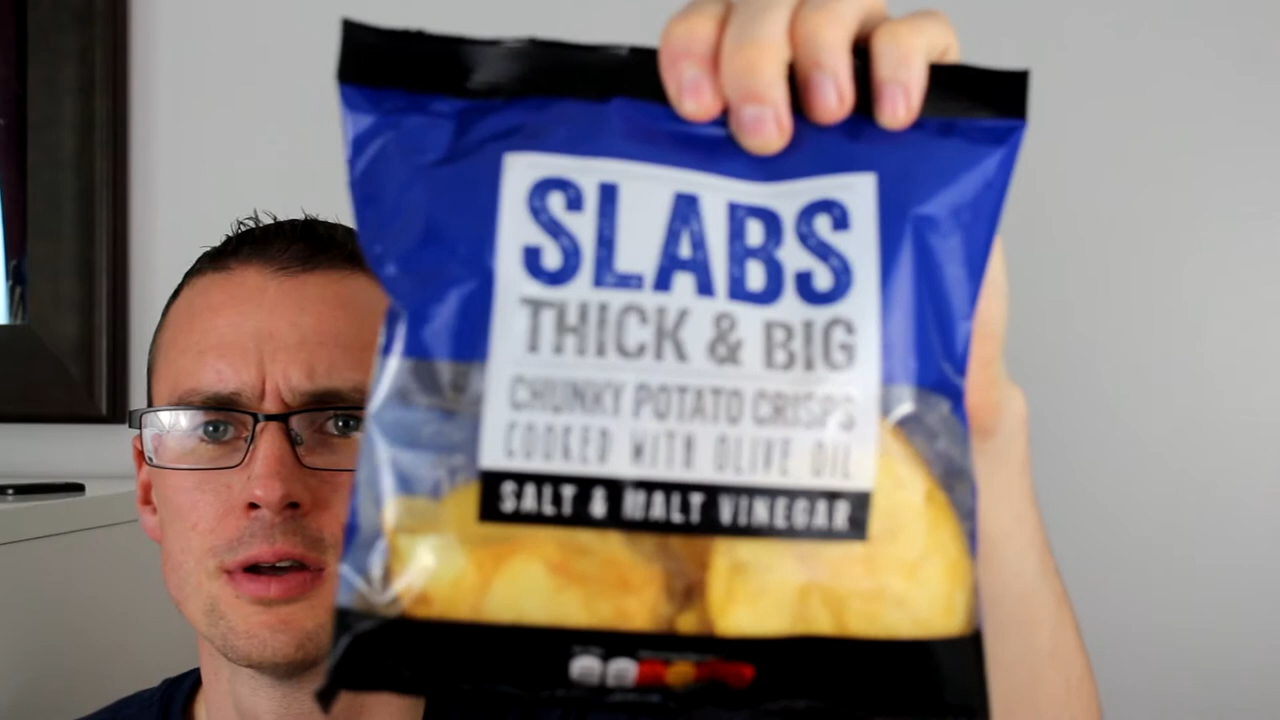 SLABS
THICK & BIG
CHUNKY POTATO CRISPS
COOKED WITH OLIVE OIL
SALT & MALT VINEGAR